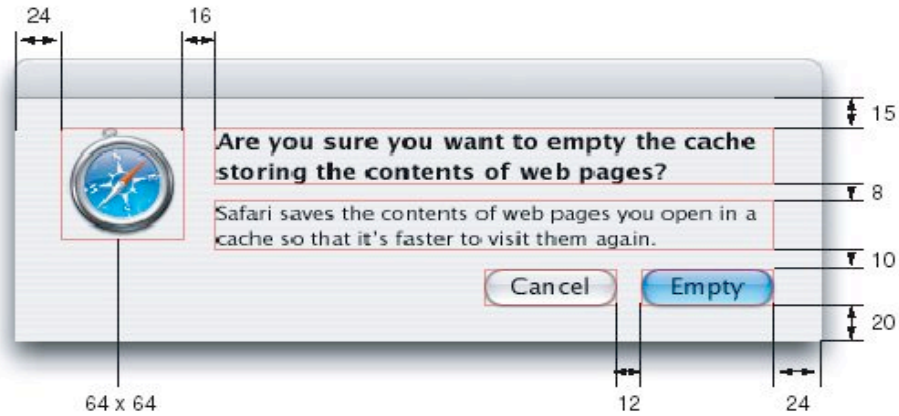 24 16
15
Are you sure you want to empty the cache
storing the contents of web pages?
8
Safari saves the contents of web pages you open in a
cache so that it's faster to visit them again.
10
Cancel Empty
20
64 x 64 12 24